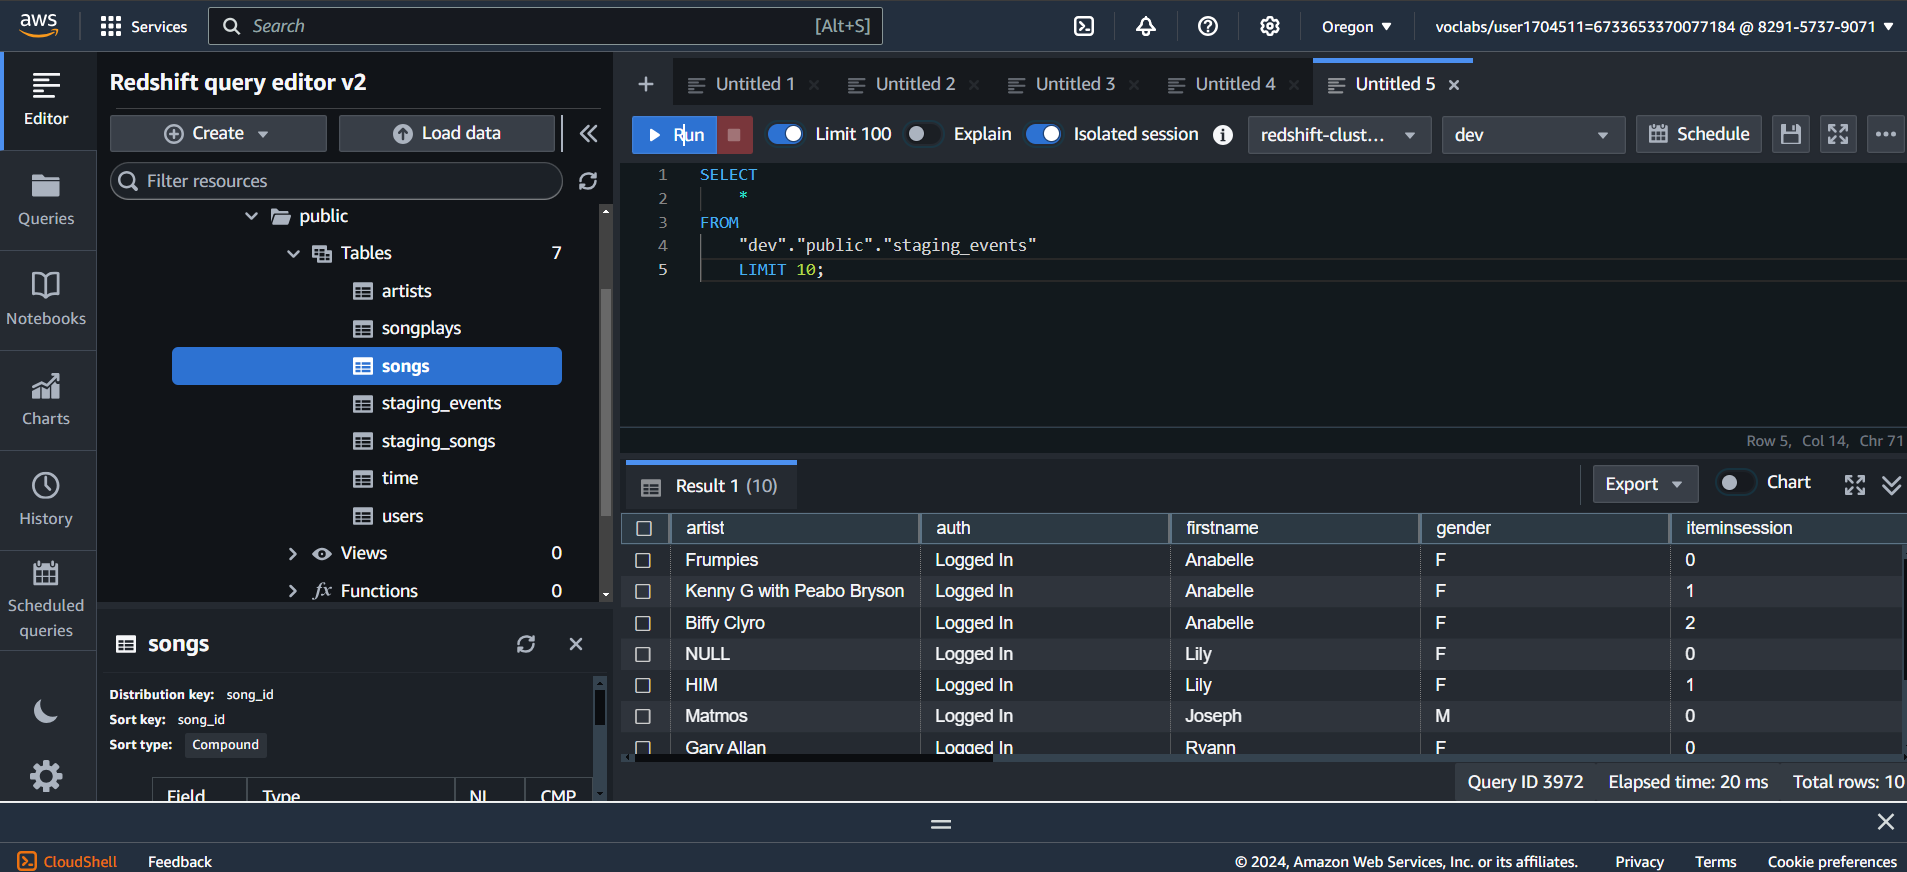 aws
Services
Search
[Alt+S]
Oregon
voclabs/user1704511=6733653370077184 @ 8291-5737-9071
Editor
Queries
Notebooks
Charts
History
Scheduled
queries
Redshift query editor v2
Create
Load data
Filter resources
public
Tables 7
artists
songplays
songs
staging_events
staging_songs
time
users
Views 0
fx Functions 0
songs
Distribution key: song_id
Sort key: song_id
Sort type: Compound
Field Type CMP
+ Untitled 1 Untitled 2 Untitled 3 Untitled 4 Untitled 5
Run Limit 100 Explain Isolated session redshift-clust... dev Schedule
1 SELECT
2 *
3 FROM
4 "dev"."public"."staging_events"
5 LIMIT 10;
Row 5, Col 14, Chr 71
Result 1 (10)
Export
Chart
artist auth firstname gender iteminsession
Frumpies Logged In Anabelle F 0
Kenny G with Peabo Bryson Logged In Anabelle F 1
Biffy Clyro Logged In Anabelle F 2
NULL Logged In Lily F 0
HIM Logged In Lily F 1
Matmos Logged In Joseph M 0
Gary Allan Logged In Ryann F 0
Query ID 3972 Elapsed time: 20 ms Total rows: 10
CloudShell Feedback
© 2024, Amazon Web Services, Inc. or its affiliates. Privacy Terms Cookie preferences